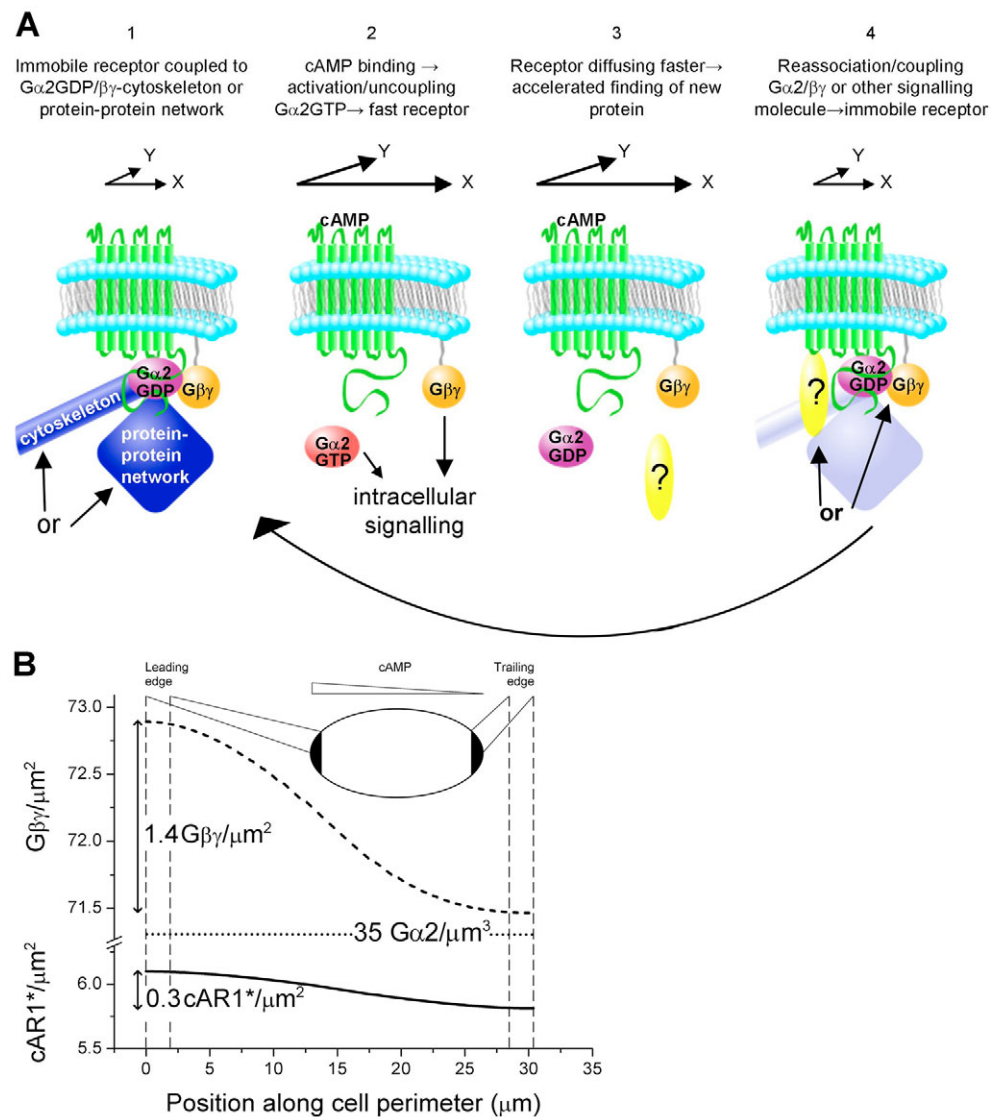 A
1
Immobile receptor coupled to
Gα2GDP/βγ-cytoskeleton or
protein-protein network
2
cAMP binding →
activation/uncoupling
Gα2GTP→ fast receptor
3
Receptor diffusing faster→
accelerated finding of new
protein
4
Reassociation/coupling
Gα2/βγ or other signalling
molecule→immobile receptor
Y
X
Y
X
Y
X
Y
X
cAMP
cAMP
Gα2
GDP
Gβγ
cytoskeleton
protein-
protein
network
or
Gβγ
Gα2
GTP
intracellular
signalling
Gβγ
Gα2
GDP
?
Gα2
GDP
Gβγ
?
or
B
Leading
edge
cAMP
Trailing
edge
73.0
72.5
72.0
71.5
6.0
5.5
Gβγ/μm²
cAR1*/μm²
1.4Gβγ/μm²
35 Gα2/μm³
0.3cAR1*/μm²
0 5 10 15 20 25 30 35
Position along cell perimeter (μm)